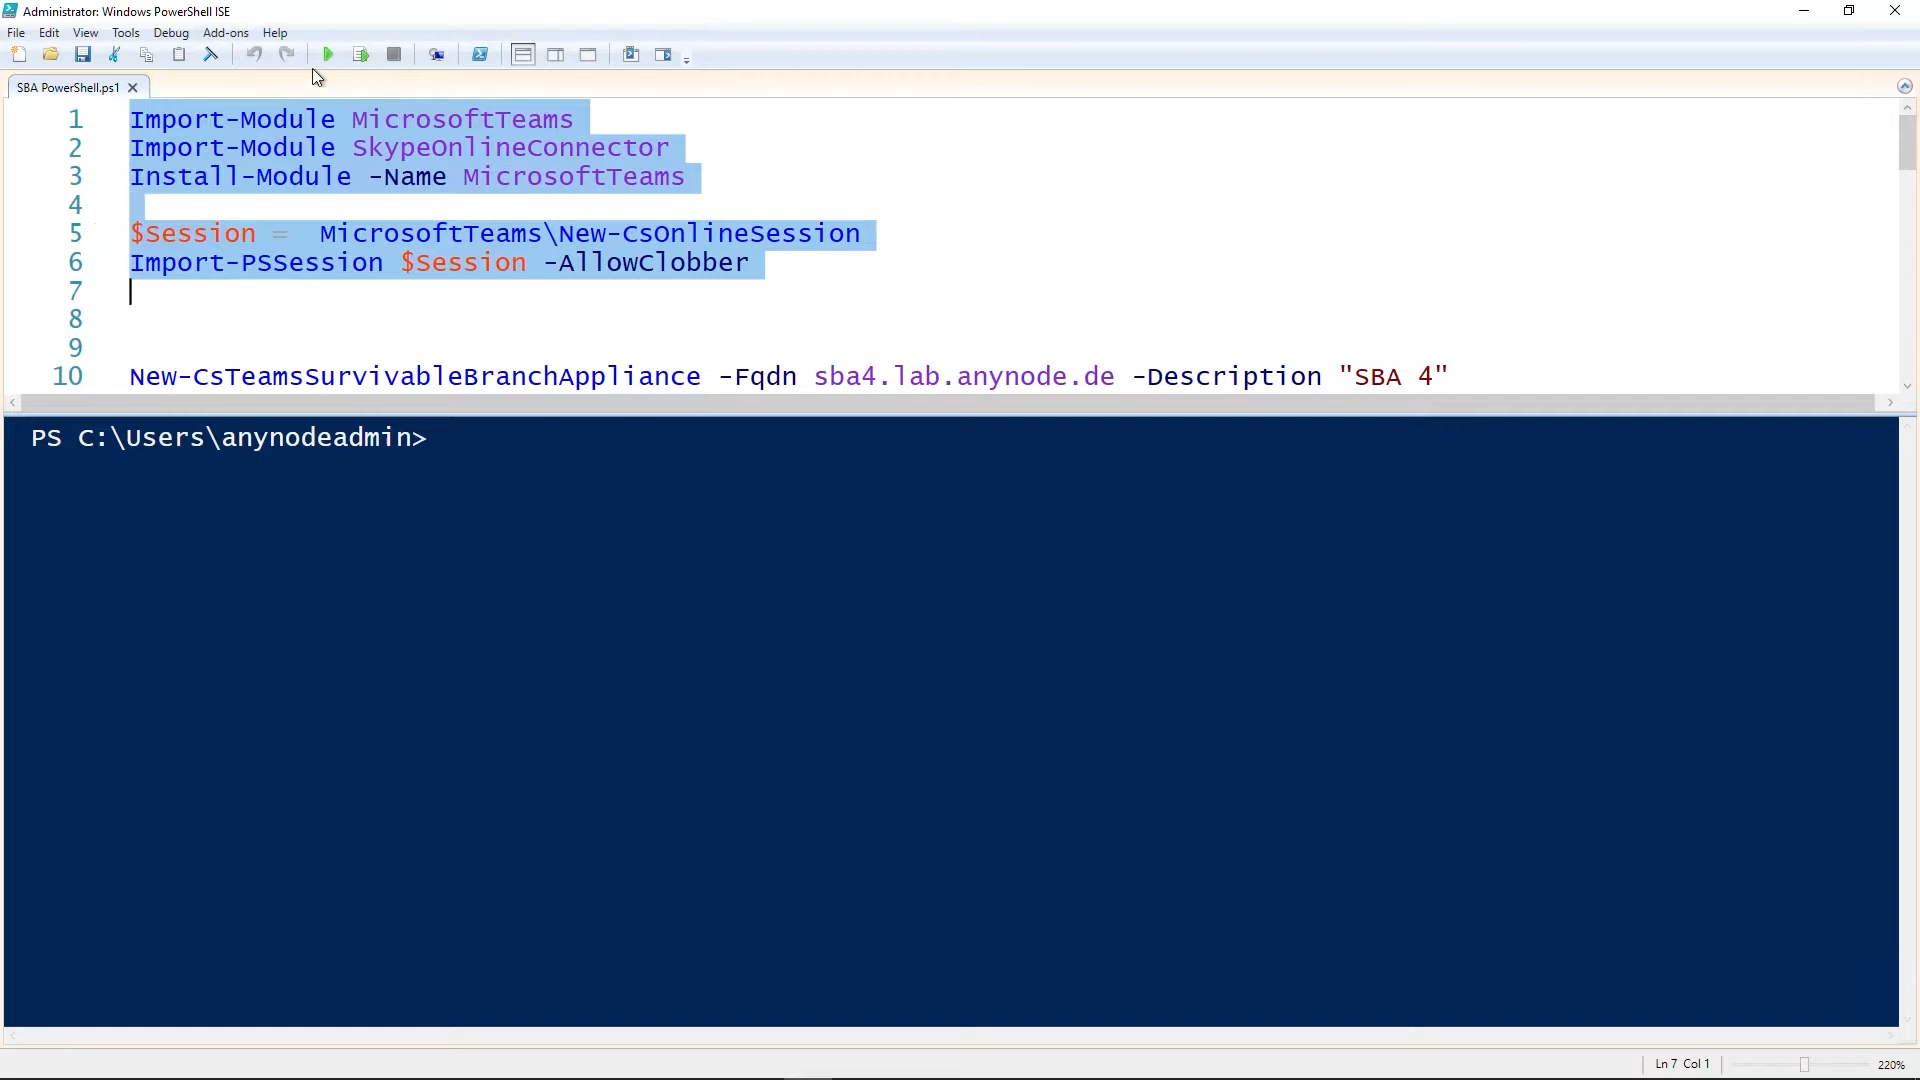 Administrator: Windows PowerShell ISE
File Edit View Tools Debug Add-ons Help
SBA PowerShell.ps1
1 Import-Module MicrosoftTeams
2 Import-Module SkypeOnlineConnector
3 Install-Module -Name MicrosoftTeams
4
5 $Session =  MicrosoftTeams\New-CsOnlineSession
6 Import-PSSession $Session -AllowClobber
7
8
9
10 New-CsTeamsSurvivableBranchAppliance -Fqdn sba4.lab.anynode.de -Description "SBA 4"
PS C:\Users\anynodeadmin>
Ln 7 Col 1 220%